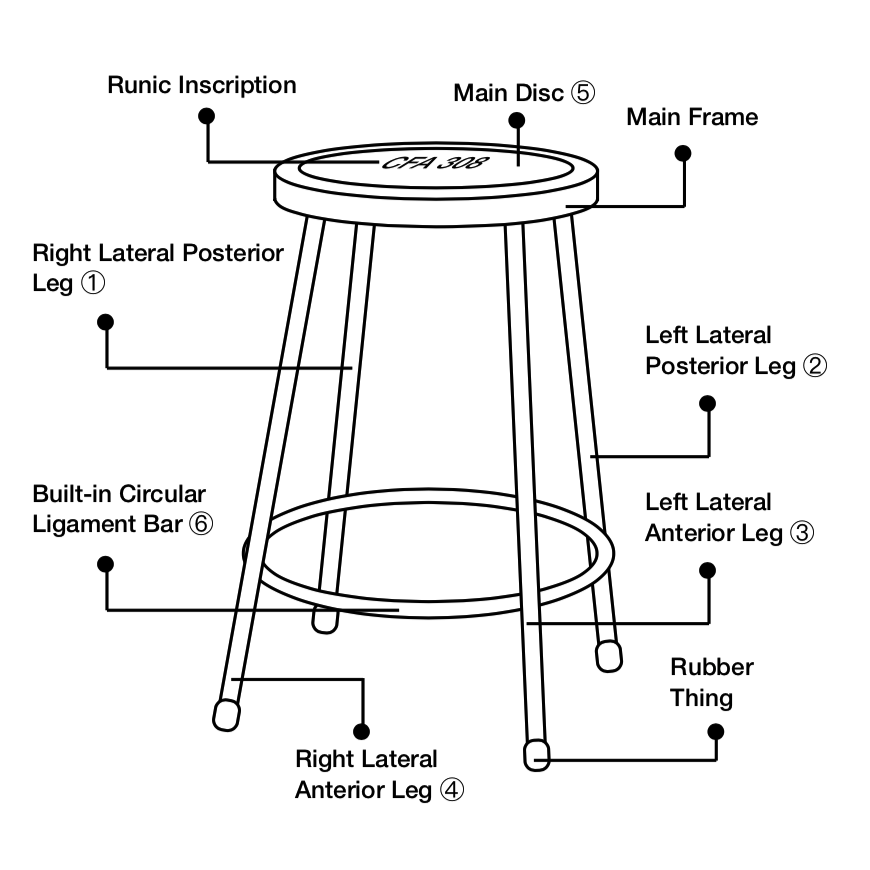 Runic Inscription
Main Disc ⑤
Main Frame
CFA 308
Right Lateral Posterior
Leg ①
Left Lateral
Posterior Leg ②
Built-in Circular
Ligament Bar ⑥
Left Lateral
Anterior Leg ③
Rubber
Thing
Right Lateral
Anterior Leg ④